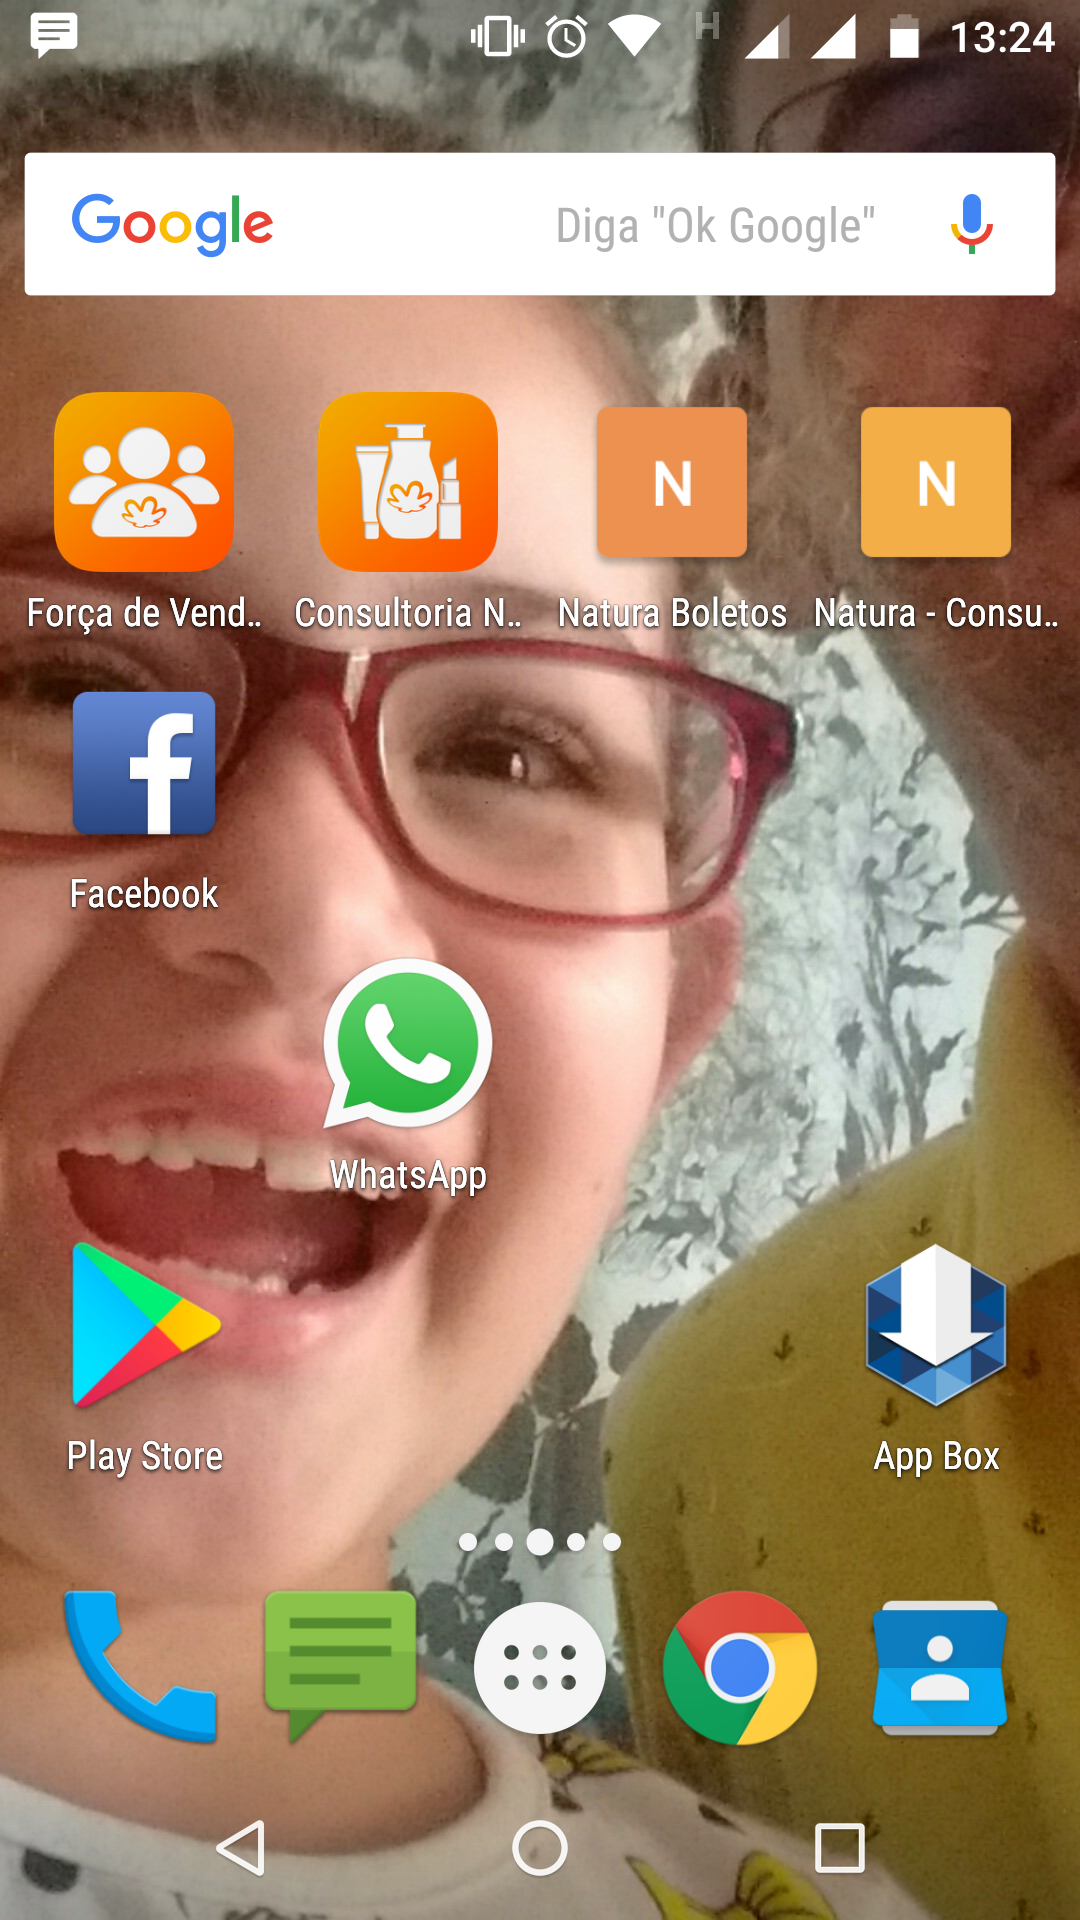 H
13:24
Google
Diga "Ok Google"
N
N
Força de Vend..
Consultoria N..
Natura Boletos
Natura - Consu..
Facebook
WhatsApp
Play Store
App Box